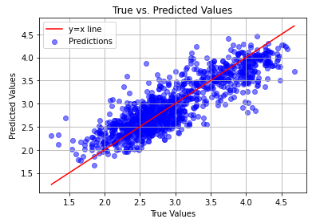 True vs. Predicted Values
y=x line
Predictions
Predicted Values
4.5
4.0
3.5
3.0
2.5
2.0
1.5
1.5
2.0
2.5
3.0
3.5
4.0
4.5
True Values